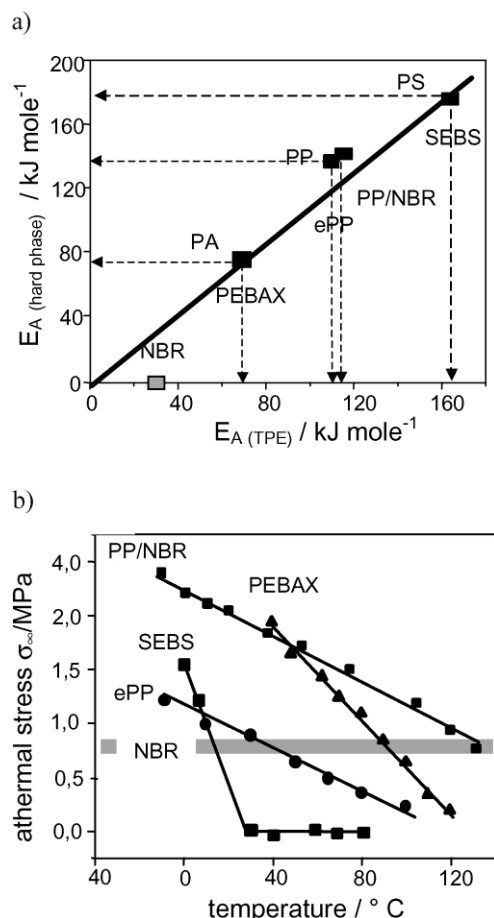 a)
200
180
160
120
80
40
0
PS
SEBS
PP
PP/NBR
ePP
PA
PEBAX
NBR
E_A (hard phase) / kJ mole⁻¹
0 40 80 120 160
E_A (TPE) / kJ mole⁻¹
b)
PP/NBR
4,0
PEBAX
2,0
SEBS
1,5
ePP
1,0
NBR
0,5
0,0
athermal stress σ∞/MPa
40 0 40 80 120
temperature / ° C